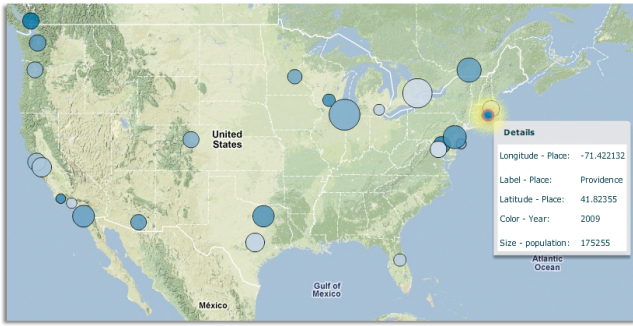 United
States
Gulf of
Mexico
México
Atlantic
Ocean
Details
Longitude - Place: -71.422132
Label - Place: Providence
Latitude - Place: 41.82355
Color - Year: 2009
Size - population: 175255